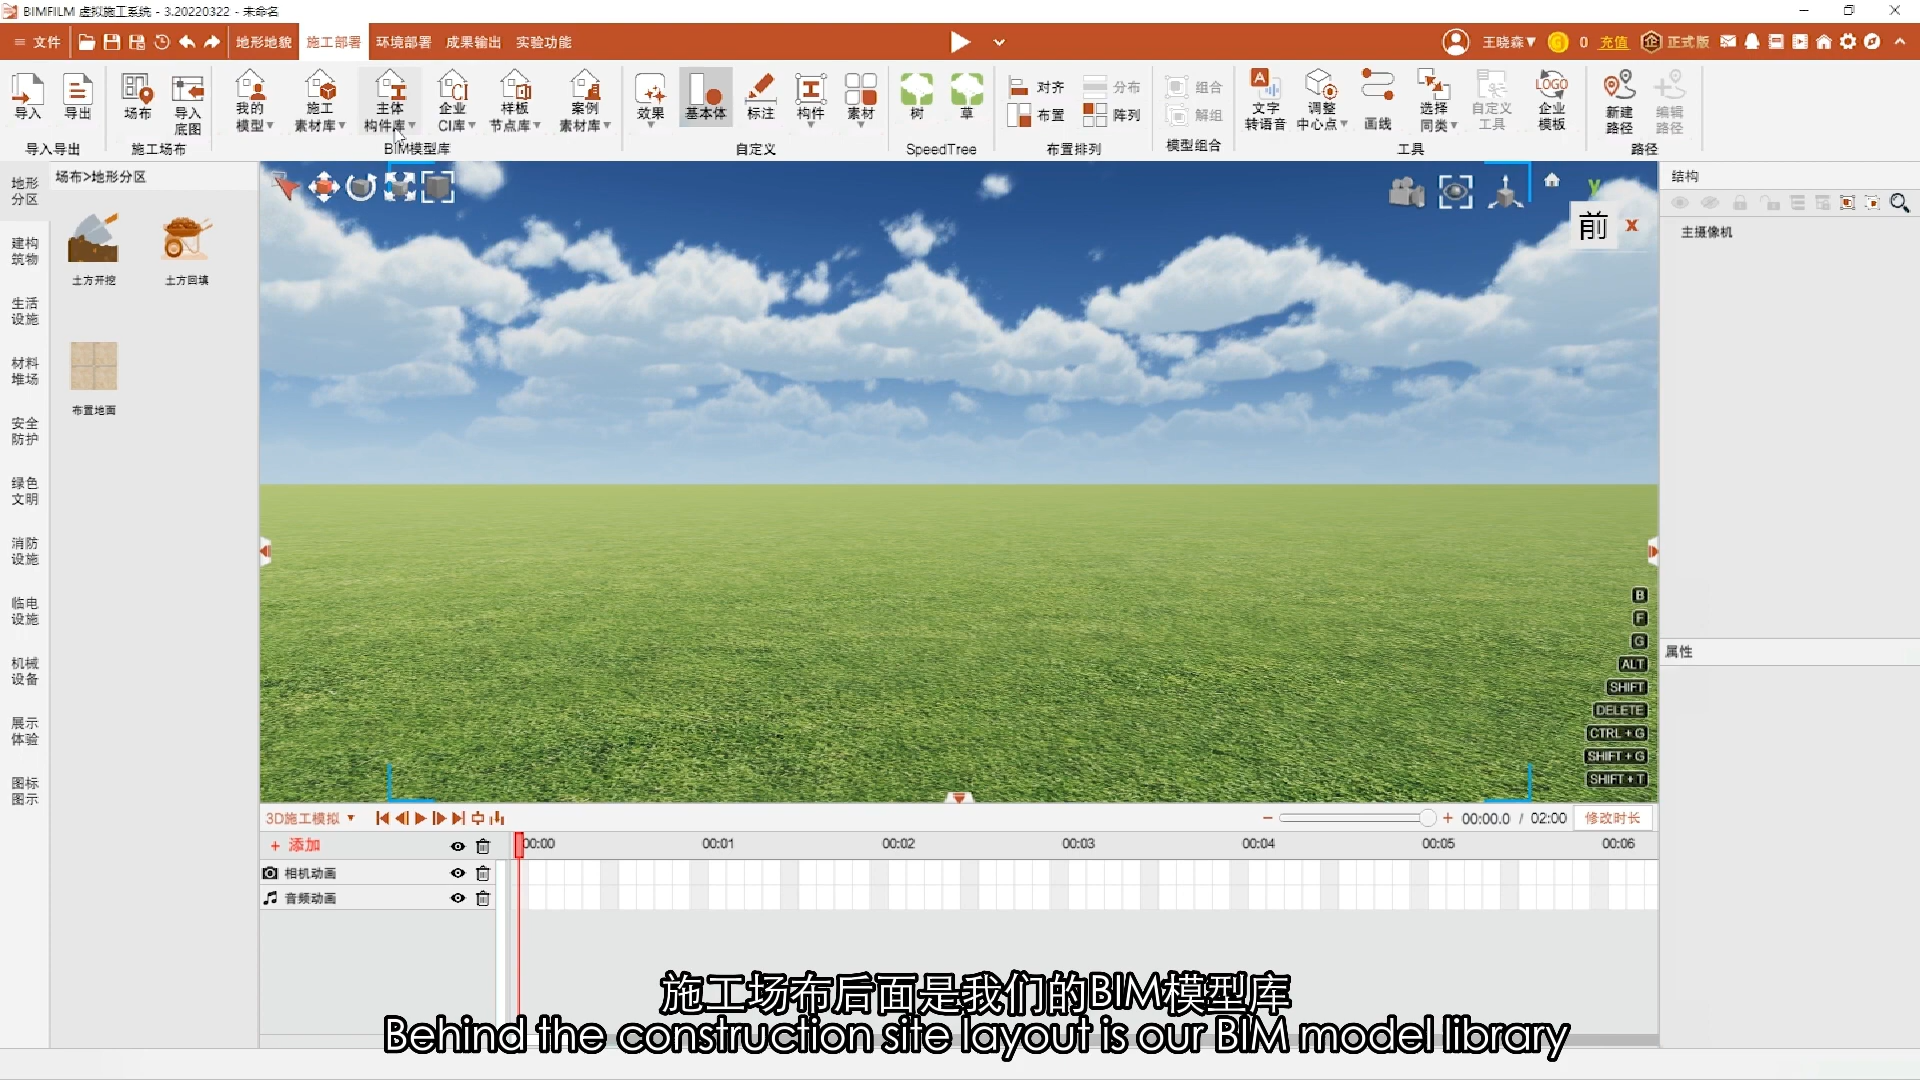 BIMFILM 虚拟施工系统 - 3.20220322 - 未命名
文件 地形地貌 施工部署 环境部署 成果输出 实验功能 王晓森 0 充值 正式版
导入 导出 场布 导入底图 我的模型 施工素材库 主体构件库 企业CI库 样板节点库 案例素材库 效果 基本体 标注 构件 素材 树 草 对齐 分布 布置 阵列 组合 解组 文字转语音 调整中心点 画线 选择同类 自定义工具 企业模板 新建路径 编辑路径
导入导出 施工场布 BIM模型库 自定义 SpeedTree 布置排列 模型组合 工具 路径
场布>地形分区
地形分区
建构筑物
生活设施
材料堆场
安全防护
绿色文明
消防设施
临电设施
机械设备
展示体验
图标图示
土方开挖 土方回填
布置地面
y
前 x
B
F
G
ALT
SHIFT
DELETE
CTRL + G
SHIFT + G
SHIFT + T
结构
主摄像机
属性
3D施工模拟 00:00.0 / 02:00 修改时长
+ 添加 00:00 00:01 00:02 00:03 00:04 00:05 00:06
相机动画
音频动画
施工场布后面是我们的BIM模型库
Behind the construction site layout is our BIM model library